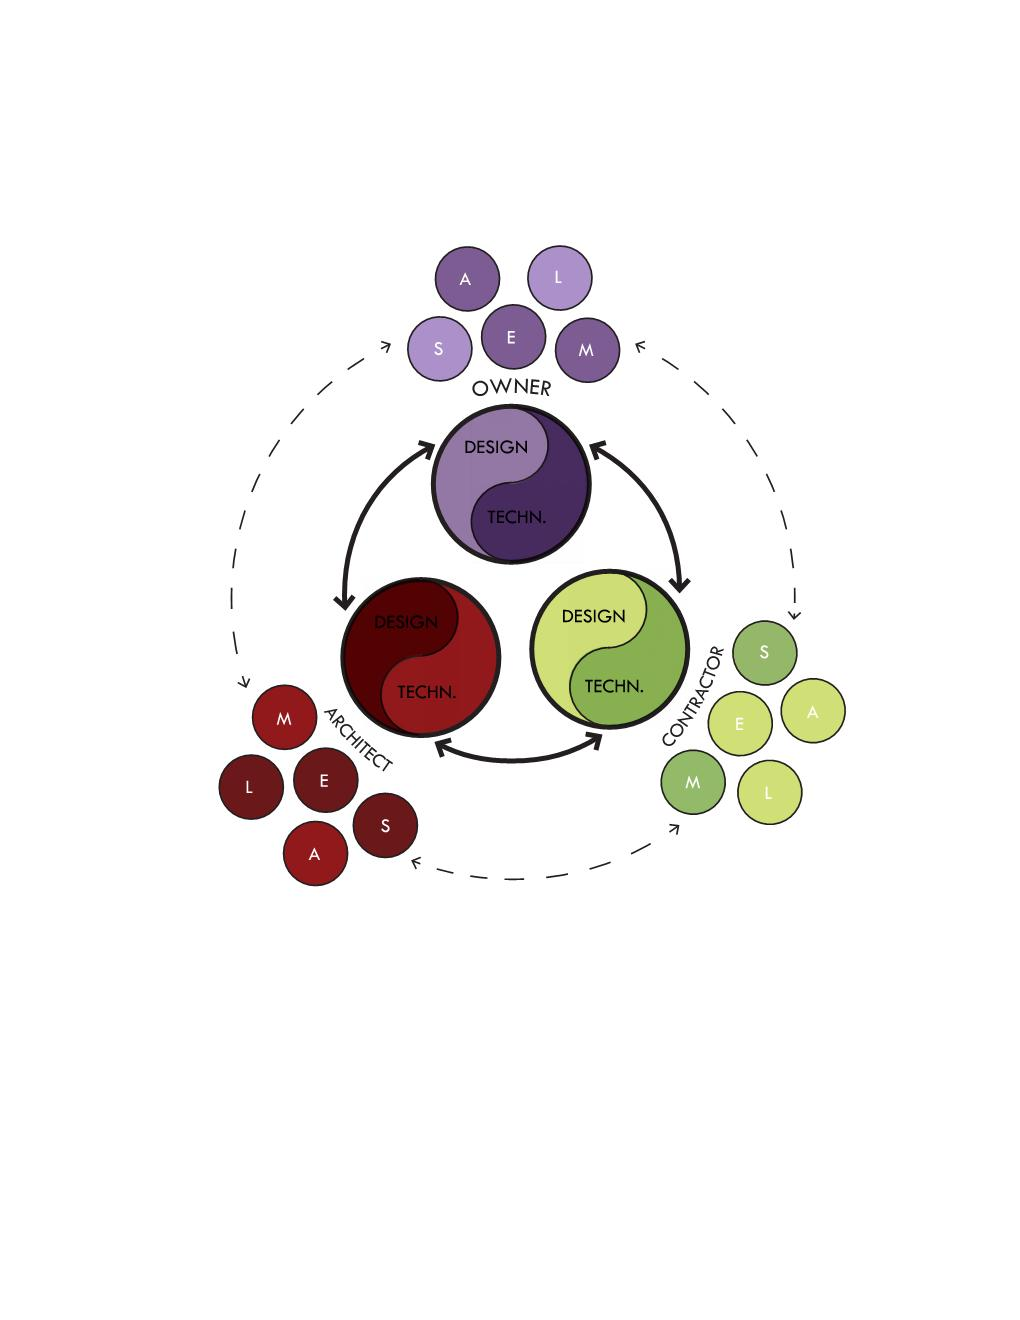 A
L
S
E
M
OWNER
DESIGN
TECHN.
DESIGN
TECHN.
DESIGN
TECHN.
ARCHITECT
M
L
E
S
A
CONTRACTOR
S
E
A
M
L